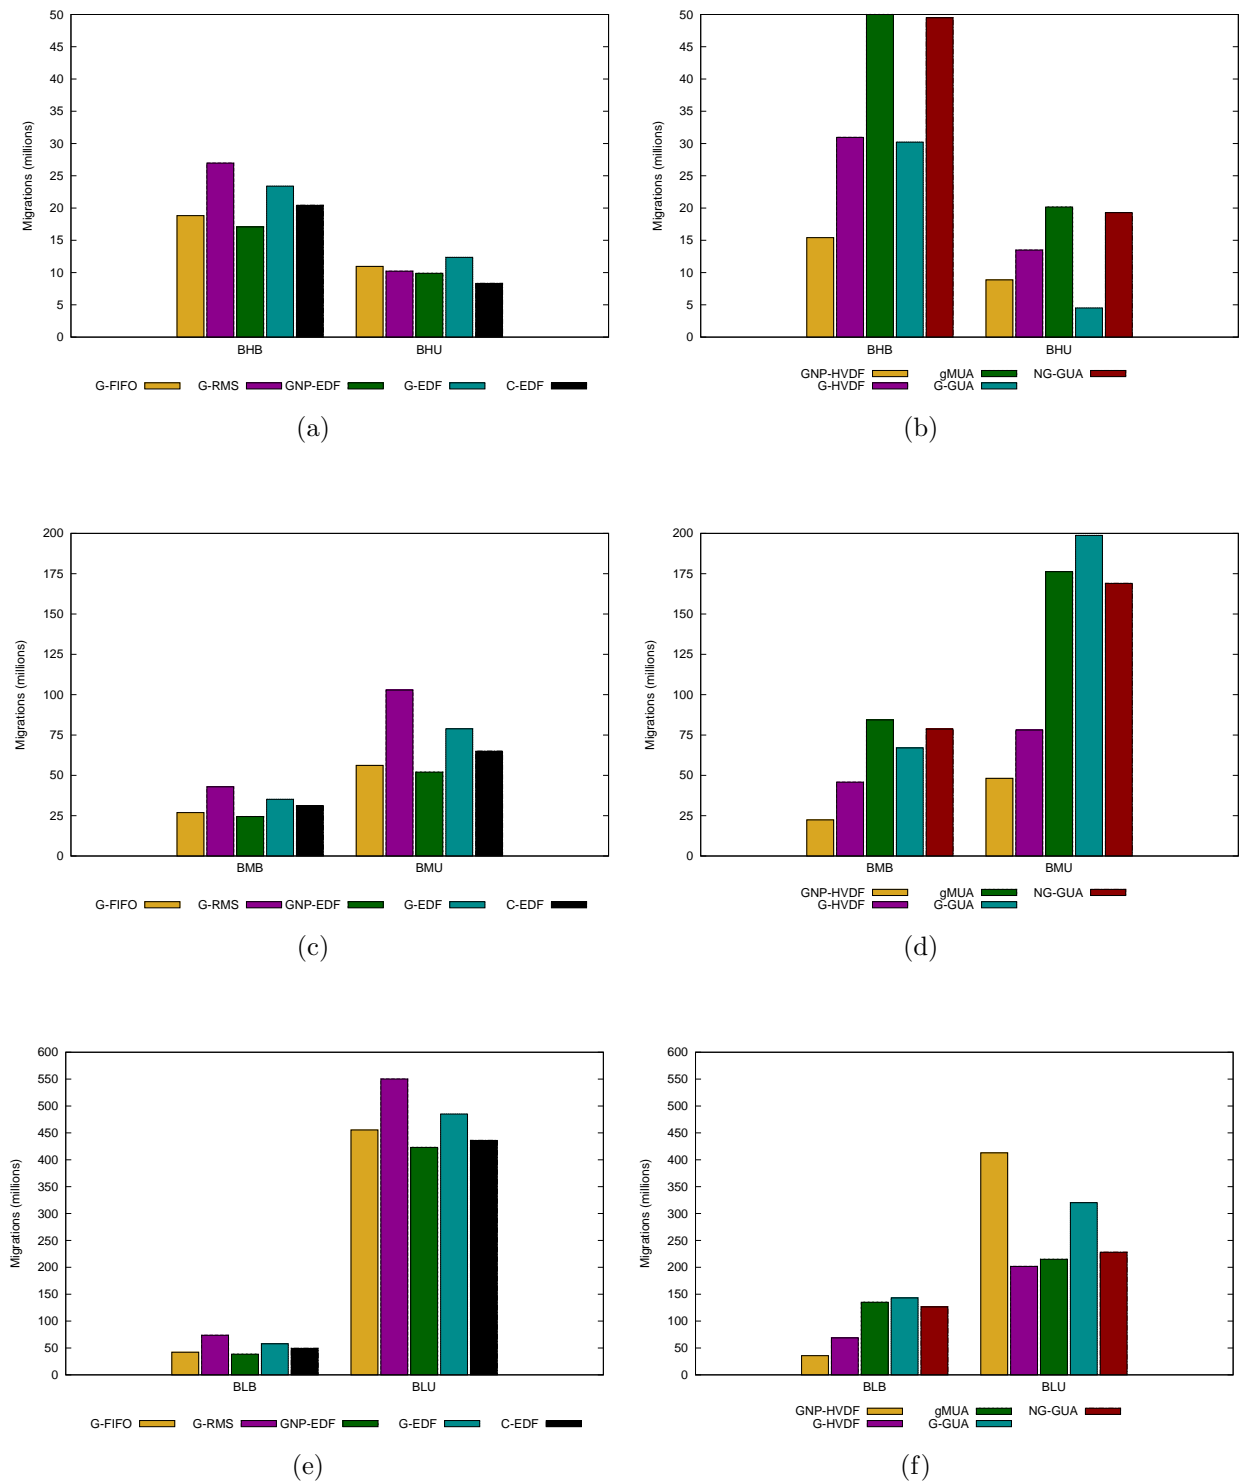 50
45
40
35
30
25
20
15
10
5
0
Migrations (millions)
BHB BHU
G-FIFO G-RMS GNP-EDF G-EDF C-EDF
(a)
50
45
40
35
30
25
20
15
10
5
0
Migrations (millions)
BHB BHU
GNP-HVDF gMUA NG-GUA
G-HVDF G-GUA
(b)
200
175
150
125
100
75
50
25
0
Migrations (millions)
BMB BMU
G-FIFO G-RMS GNP-EDF G-EDF C-EDF
(c)
200
175
150
125
100
75
50
25
0
Migrations (millions)
BMB BMU
GNP-HVDF gMUA NG-GUA
G-HVDF G-GUA
(d)
600
550
500
450
400
350
300
250
200
150
100
50
0
Migrations (millions)
BLB BLU
G-FIFO G-RMS GNP-EDF G-EDF C-EDF
(e)
600
550
500
450
400
350
300
250
200
150
100
50
0
Migrations (millions)
BLB BLU
GNP-HVDF gMUA NG-GUA
G-HVDF G-GUA
(f)